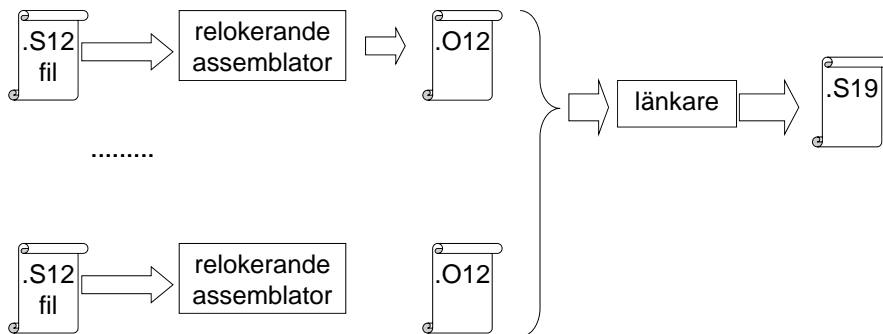 .S12
fil
relokerande
assemblator
.O12
länkare
.S19
.........
.S12
fil
relokerande
assemblator
.O12